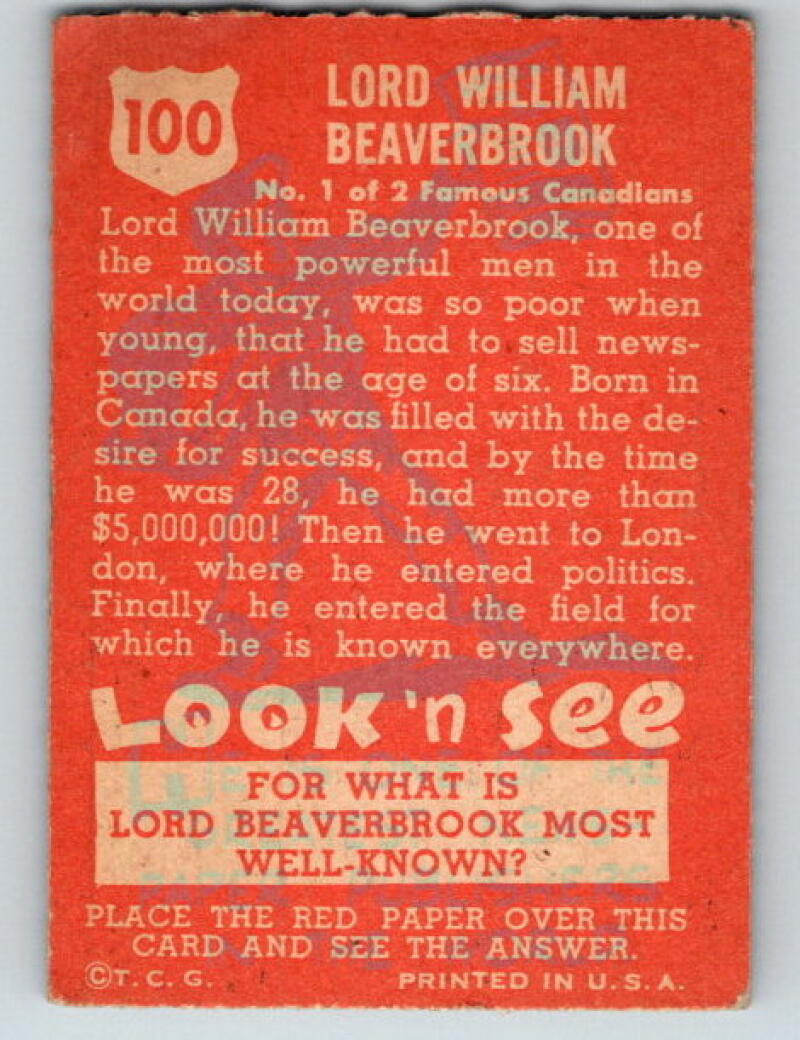 100
LORD WILLIAM
BEAVERBROOK
No. 1 of 2 Famous Canadians
Lord William Beaverbrook, one of
the most powerful men in the
world today, was so poor when
young, that he had to sell news-
papers at the age of six. Born in
Canada, he was filled with the de-
sire for success, and by the time
he was 28, he had more than
$5,000,000! Then he went to Lon-
don, where he entered politics.
Finally, he entered the field for
which he is known everywhere.
LOOK 'n SEE
FOR WHAT IS
LORD BEAVERBROOK MOST
WELL-KNOWN?
PLACE THE RED PAPER OVER THIS
CARD AND SEE THE ANSWER.
©T. C. G.
PRINTED IN U. S. A.